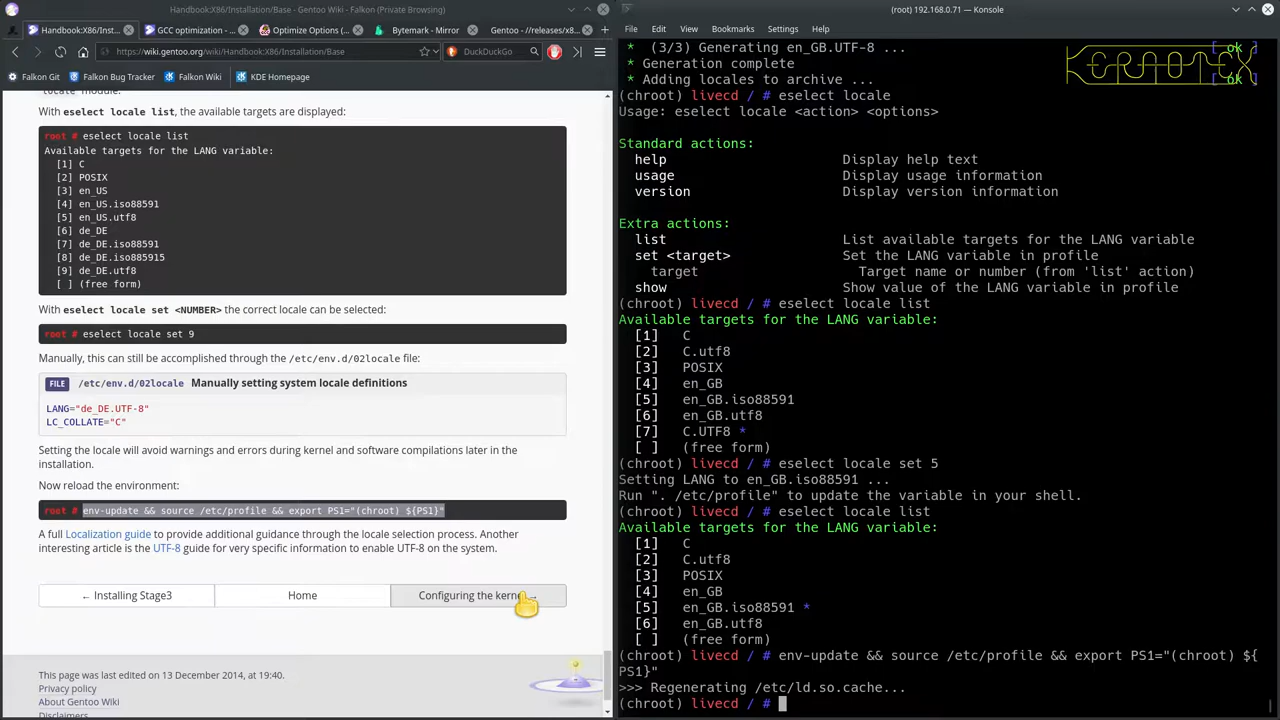 Handbook:X86/Installation/Base - Gentoo Wiki - Falkon (Private Browsing)
Handbook:X86/Inst...
GCC optimization - ...
Optimize Options (...
Bytemark - Mirror
Gentoo - //releases/x8...
https://wiki.gentoo.org/wiki/Handbook:X86/Installation/Base
DuckDuckGo
Falkon Git
Falkon Bug Tracker
Falkon Wiki
KDE Homepage
With eselect locale list, the available targets are displayed:
root # eselect locale list
Available targets for the LANG variable:
[1] C
[2] POSIX
[3] en_US
[4] en_US.iso88591
[5] en_US.utf8
[6] de_DE
[7] de_DE.iso88591
[8] de_DE.iso885915
[9] de_DE.utf8
[ ] (free form)
With eselect locale set <NUMBER> the correct locale can be selected:
root # eselect locale set 9
Manually, this can still be accomplished through the /etc/env.d/02locale file:
FILE /etc/env.d/02locale Manually setting system locale definitions
LANG="de_DE.UTF-8"
LC_COLLATE="C"
Setting the locale will avoid warnings and errors during kernel and software compilations later in the
installation.
Now reload the environment:
root # env-update && source /etc/profile && export PS1="(chroot) ${PS1}"
A full Localization guide to provide additional guidance through the locale selection process. Another
interesting article is the UTF-8 guide for very specific information to enable UTF-8 on the system.
← Installing Stage3
Home
Configuring the kerne
This page was last edited on 13 December 2014, at 19:40.
Privacy policy
About Gentoo Wiki
Disclaimers
(root) 192.168.0.71 — Konsole
File Edit View Bookmarks Settings Help
* (3/3) Generating en_GB.UTF-8 ... [ ok ]
* Generation complete
* Adding locales to archive ... [ ok ]
KERNOTEX
(chroot) livecd / # eselect locale
Usage: eselect locale <action> <options>
Standard actions:
help Display help text
usage Display usage information
version Display version information
Extra actions:
list List available targets for the LANG variable
set <target> Set the LANG variable in profile
target Target name or number (from 'list' action)
show Show value of the LANG variable in profile
(chroot) livecd / # eselect locale list
Available targets for the LANG variable:
[1] C
[2] C.utf8
[3] POSIX
[4] en_GB
[5] en_GB.iso88591
[6] en_GB.utf8
[7] C.UTF8 *
[ ] (free form)
(chroot) livecd / # eselect locale set 5
Setting LANG to en_GB.iso88591 ...
Run ". /etc/profile" to update the variable in your shell.
(chroot) livecd / # eselect locale list
Available targets for the LANG variable:
[1] C
[2] C.utf8
[3] POSIX
[4] en_GB
[5] en_GB.iso88591 *
[6] en_GB.utf8
[ ] (free form)
(chroot) livecd / # env-update && source /etc/profile && export PS1="(chroot) ${
PS1}"
>>> Regenerating /etc/ld.so.cache...
(chroot) livecd / #